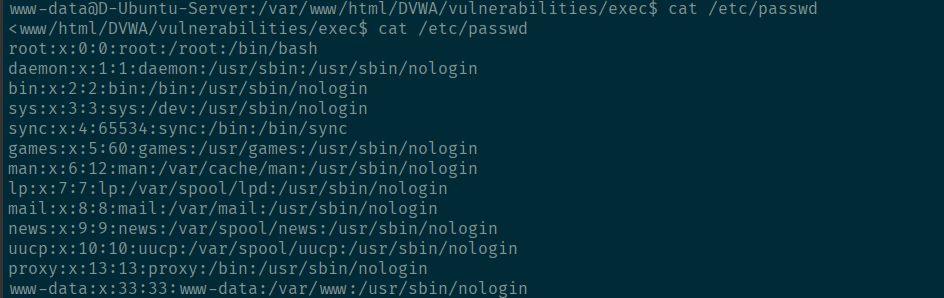 www-data@D-Ubuntu-Server:/var/www/html/DVWA/vulnerabilities/exec$ cat /etc/passwd
<www/html/DVWA/vulnerabilities/exec$ cat /etc/passwd
root:x:0:0:root:/root:/bin/bash
daemon:x:1:1:daemon:/usr/sbin:/usr/sbin/nologin
bin:x:2:2:bin:/bin:/usr/sbin/nologin
sys:x:3:3:sys:/dev:/usr/sbin/nologin
sync:x:4:65534:sync:/bin:/bin/sync
games:x:5:60:games:/usr/games:/usr/sbin/nologin
man:x:6:12:man:/var/cache/man:/usr/sbin/nologin
lp:x:7:7:lp:/var/spool/lpd:/usr/sbin/nologin
mail:x:8:8:mail:/var/mail:/usr/sbin/nologin
news:x:9:9:news:/var/spool/news:/usr/sbin/nologin
uucp:x:10:10:uucp:/var/spool/uucp:/usr/sbin/nologin
proxy:x:13:13:proxy:/bin:/usr/sbin/nologin
www-data:x:33:33:www-data:/var/www:/usr/sbin/nologin